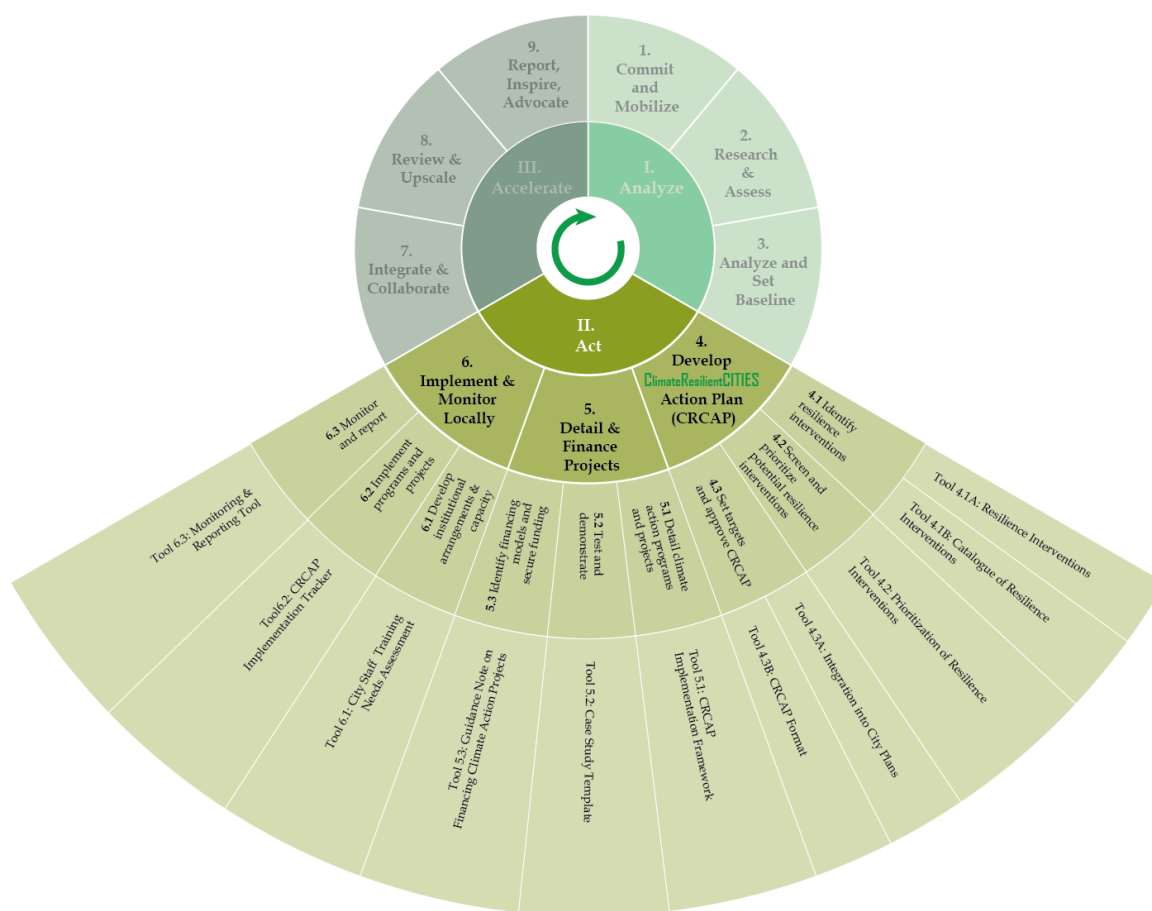 1.
Commit
and
Mobilize
2.
Research
&
Assess
3.
Analyze and
Set
Baseline
I.
Analyze
4.
Develop
ClimateResilientCITIES
Action Plan
(CRCAP)
5.
Detail &
Finance
Projects
6.
Implement &
Monitor
Locally
II.
Act
7.
Integrate &
Collaborate
8.
Review &
Upscale
9.
Report,
Inspire,
Advocate
III.
Accelerate
4.1 Identify
resilience
interventions
4.2 Screen and
prioritize
potential resilience
interventions
4.3 Set targets
and approve CRCAP
5.1 Detail climate
action programs
and projects
5.2 Test and
demonstrate
5.3 Identify financing
models and
secure funding
6.1 Develop
institutional
arrangements &
capacity
6.2 Implement
programs and
projects
6.3 Monitor
and report
Tool 4.1A: Resilience Interventions
Tool 4.1B: Catalogue of Resilience
Interventions
Tool 4.2: Prioritization of Resilience
Interventions
Tool 4.3A: Integration into City Plans
Tool 4.3B: CRCAP Format
Tool 5.1: CRCAP
Implementation Framework
Tool 5.2: Case Study Template
Tool 5.3: Guidance Note on
Financing Climate Action Projects
Tool 6.1: City Staff Training
Needs Assessment
Tool6.2: CRCAP
Implementation Tracker
Tool 6.3: Monitoring &
Reporting Tool